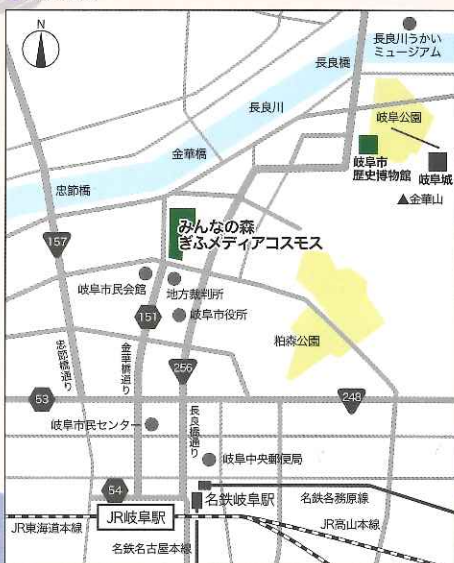 N
長良川うかい
ミュージアム
長良橋
長良川
岐阜公園
金華橋
岐阜市
歴史博物館
岐阜城
▲金華山
忠節橋
みんなの森
ぎふメディアコスモス
157
岐阜市民会館
地方裁判所
151
岐阜市役所
忠節橋通り
金華橋通り
256
柏森公園
53
248
長良橋通り
岐阜市民センター
岐阜中央郵便局
54
名鉄岐阜駅
名鉄各務原線
JR岐阜駅
JR東海道本線
JR高山本線
名鉄名古屋本線